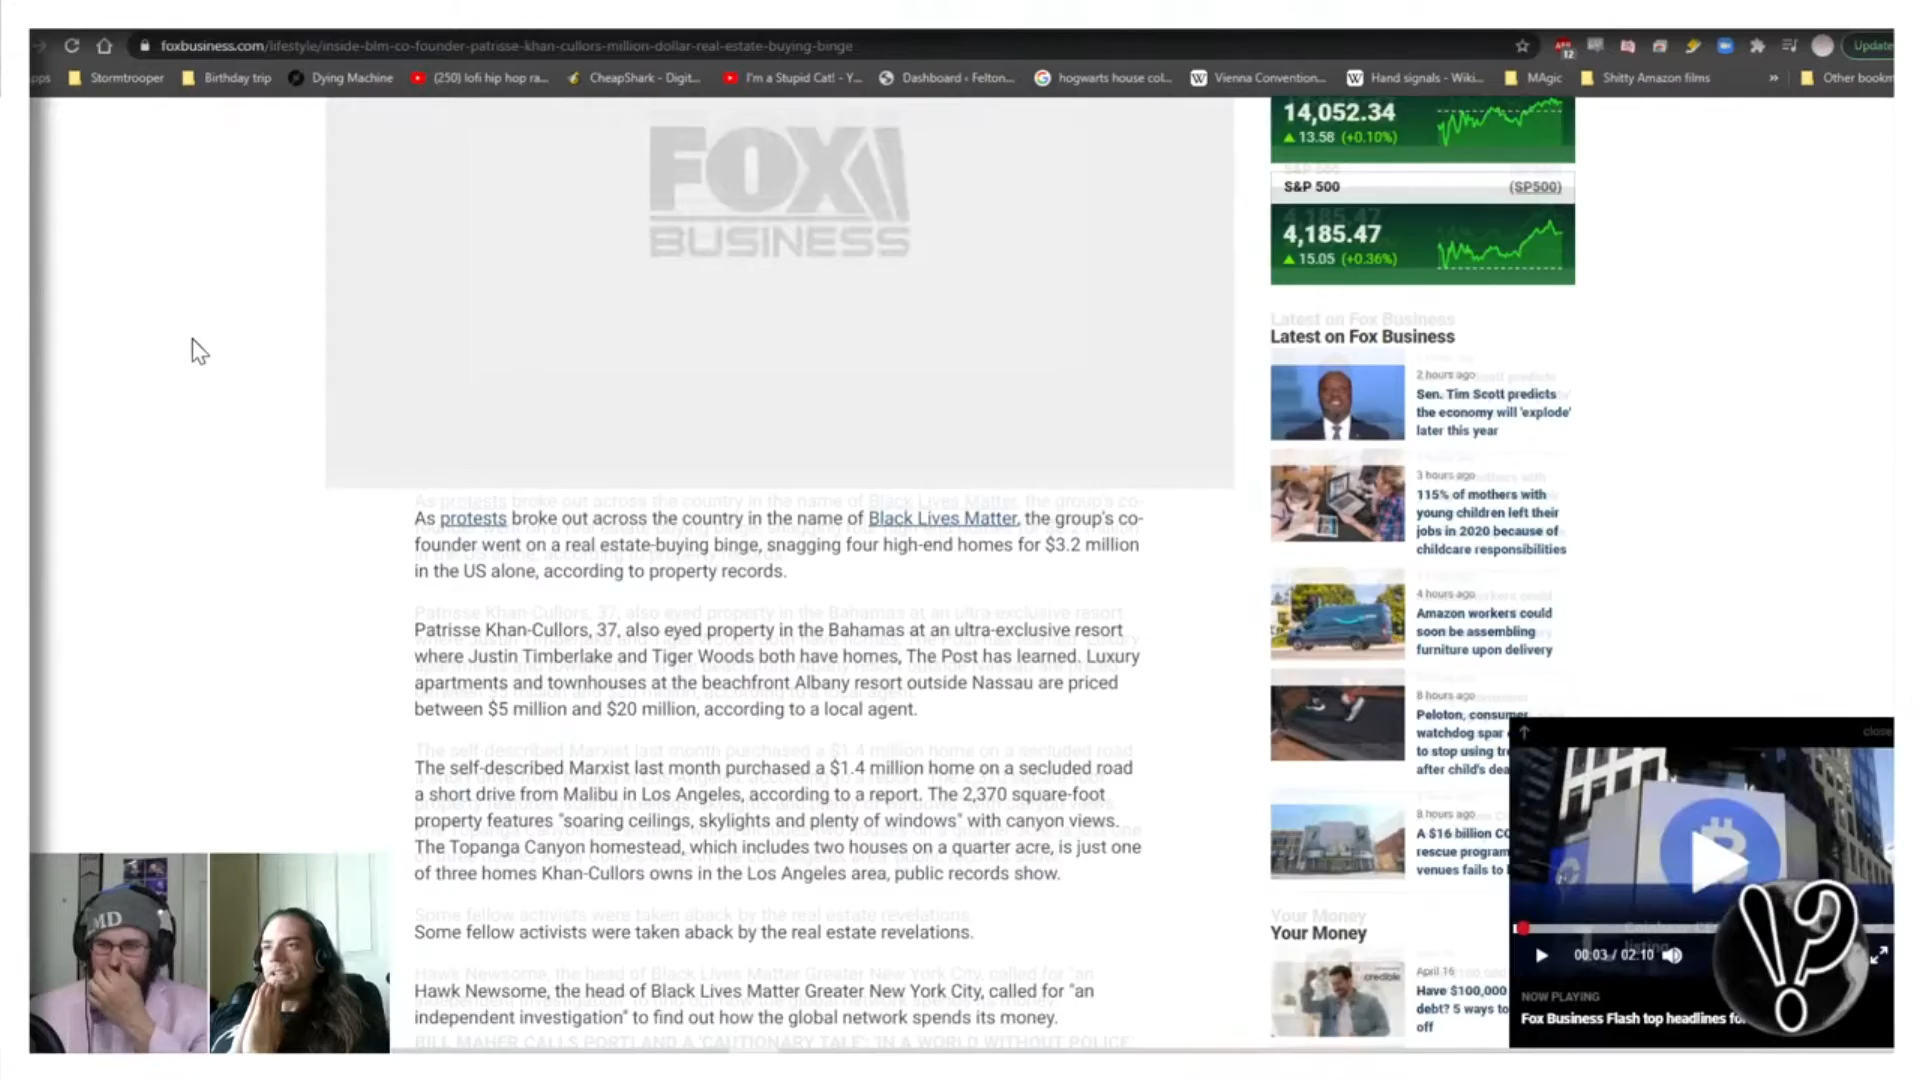 foxbusiness.com/lifestyle/inside-blm-co-founder-patrisse-khan-cullors-million-dollar-real-estate-buying-binge
12
Update
Stormtrooper
Birthday trip
Dying Machine
(250) lofi hip hop ra...
CheapShark - Digit...
I'm a Stupid Cat! - Y...
Dashboard ‹ Felton...
hogwarts house col...
Vienna Convention...
Hand signals - Wiki...
MAgic
Shitty Amazon films
»
Other bookm
FOX
BUSINESS
As protests broke out across the country in the name of Black Lives Matter, the group's co-
founder went on a real estate-buying binge, snagging four high-end homes for $3.2 million
in the US alone, according to property records.
Patrisse Khan-Cullors, 37, also eyed property in the Bahamas at an ultra-exclusive resort
where Justin Timberlake and Tiger Woods both have homes, The Post has learned. Luxury
apartments and townhouses at the beachfront Albany resort outside Nassau are priced
between $5 million and $20 million, according to a local agent.
The self-described Marxist last month purchased a $1.4 million home on a secluded road
a short drive from Malibu in Los Angeles, according to a report. The 2,370 square-foot
property features "soaring ceilings, skylights and plenty of windows" with canyon views.
The Topanga Canyon homestead, which includes two houses on a quarter acre, is just one
of three homes Khan-Cullors owns in the Los Angeles area, public records show.
Some fellow activists were taken aback by the real estate revelations.
Hawk Newsome, the head of Black Lives Matter Greater New York City, called for "an
independent investigation" to find out how the global network spends its money.
BILL MAHER CALLS PORTLAND A 'CAUTIONARY TALE': 'IN A WORLD WITHOUT POLICE'
14,052.34
▲ 13.58 (+0.10%)
S&P 500 (SP500)
4,185.47
▲ 15.05 (+0.36%)
Latest on Fox Business
2 hours ago
Sen. Tim Scott predicts
the economy will 'explode'
later this year
3 hours ago
115% of mothers with
young children left their
jobs in 2020 because of
childcare responsibilities
4 hours ago
Amazon workers could
soon be assembling
furniture upon delivery
8 hours ago
Peloton, consumer
watchdog spar
to stop using tr
after child's dea
8 hours ago
A $16 billion CO
rescue program
venues fails to
Your Money
April 16
Have $100,000
debt? 5 ways to
off
credible
close
00:03 / 02:10
NOW PLAYING
Fox Business Flash top headlines fo
!?
MD